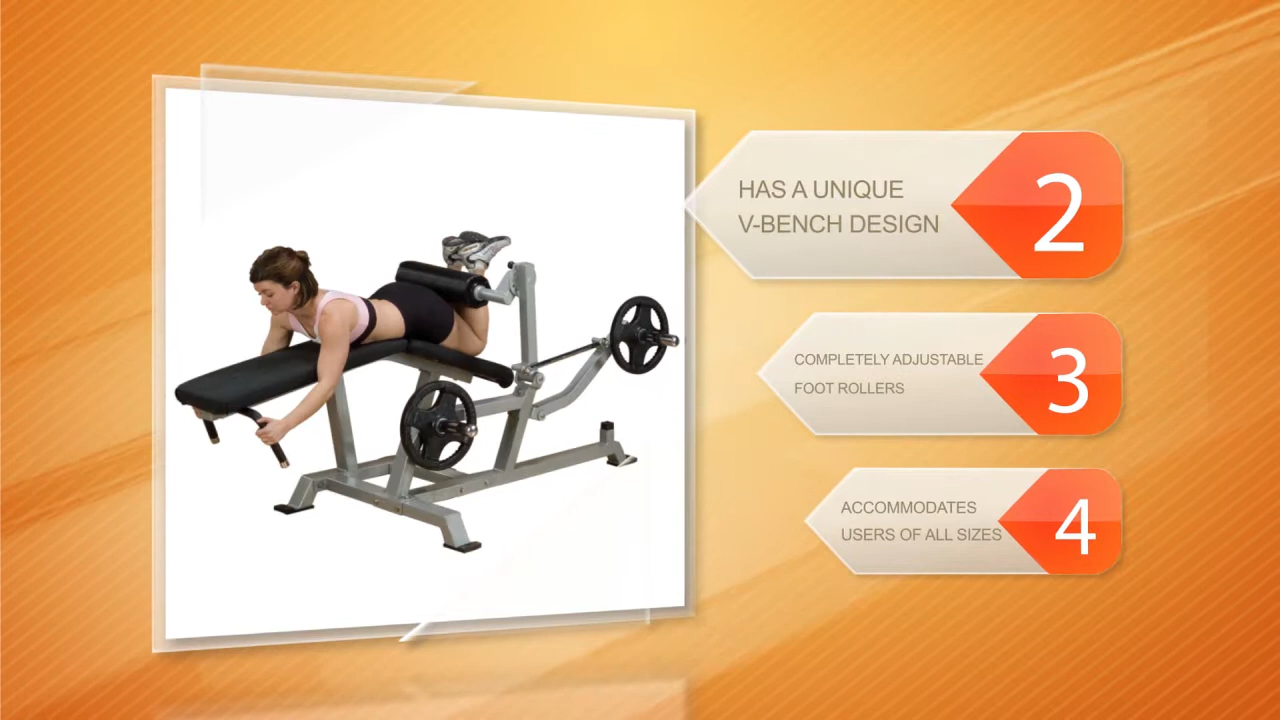 HAS A UNIQUE
V-BENCH DESIGN
2
COMPLETELY ADJUSTABLE
FOOT ROLLERS
3
ACCOMMODATES
USERS OF ALL SIZES
4